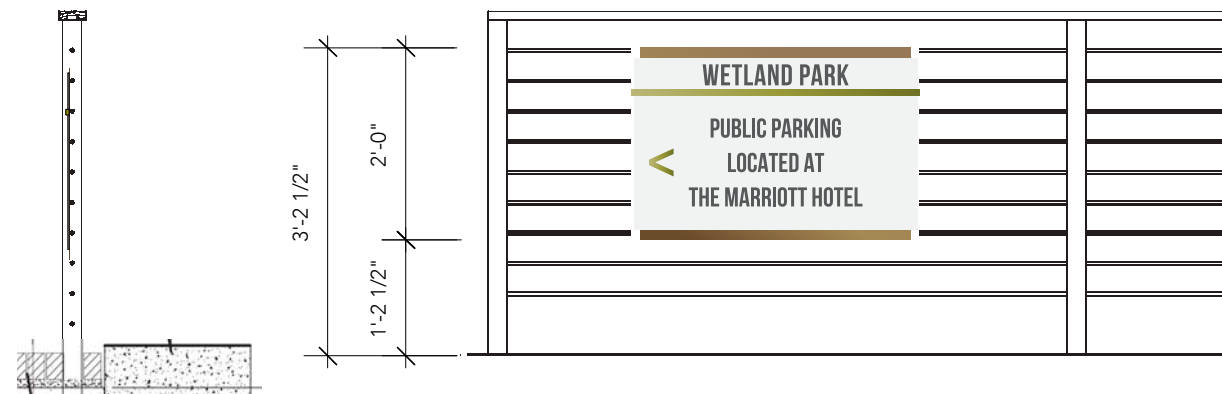 3'-2 1/2"
2'-0"
1'-2 1/2"
WETLAND PARK
PUBLIC PARKING
< LOCATED AT
THE MARRIOTT HOTEL